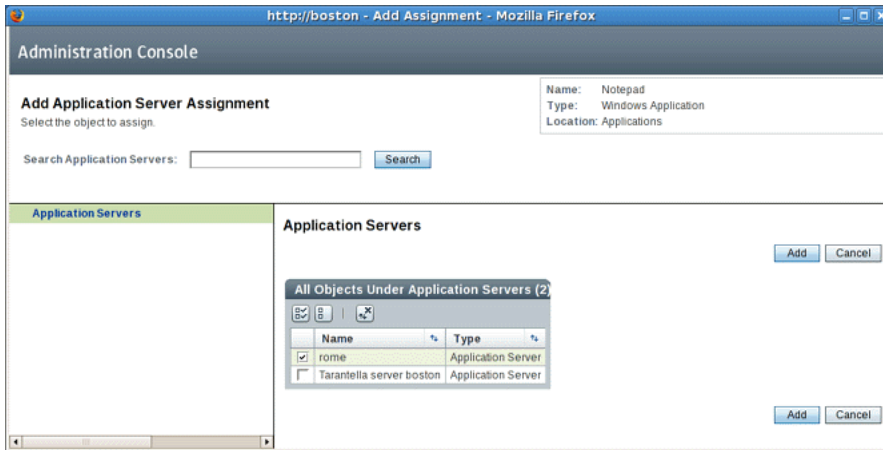 http://boston - Add Assignment - Mozilla Firefox
Administration Console
Add Application Server Assignment
Select the object to assign.
Name: Notepad
Type: Windows Application
Location: Applications
Search Application Servers: Search
Application Servers
Application Servers
Add Cancel
All Objects Under Application Servers (2)
Name Type
rome Application Server
Tarantella server boston Application Server
Add Cancel